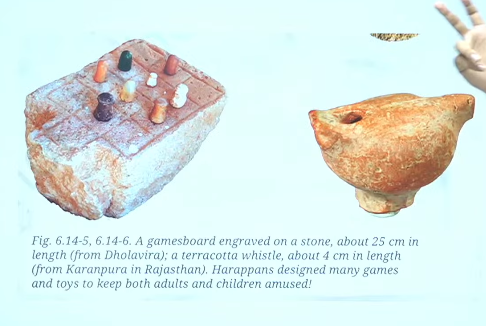 Fig. 6.14-5, 6.14-6. A gamesboard engraved on a stone, about 25 cm in
length (from Dholavira); a terracotta whistle, about 4 cm in length
(from Karanpura in Rajasthan). Harappans designed many games
and toys to keep both adults and children amused!